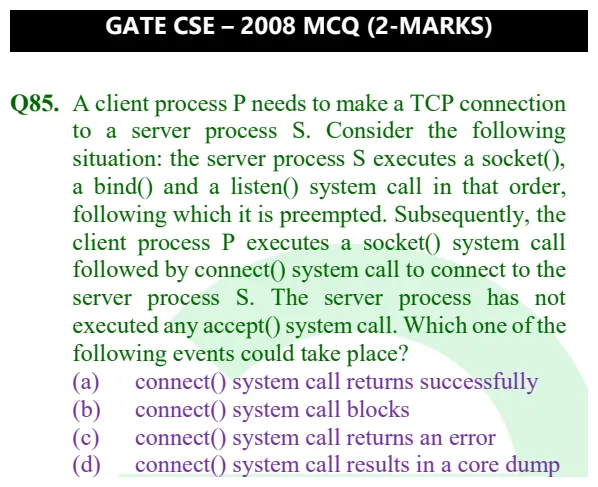 GATE CSE – 2008 MCQ (2-MARKS)
Q85. A client process P needs to make a TCP connection
to a server process S. Consider the following
situation: the server process S executes a socket(),
a bind() and a listen() system call in that order,
following which it is preempted. Subsequently, the
client process P executes a socket() system call
followed by connect() system call to connect to the
server process S. The server process has not
executed any accept() system call. Which one of the
following events could take place?
(a) connect() system call returns successfully
(b) connect() system call blocks
(c) connect() system call returns an error
(d) connect() system call results in a core dump